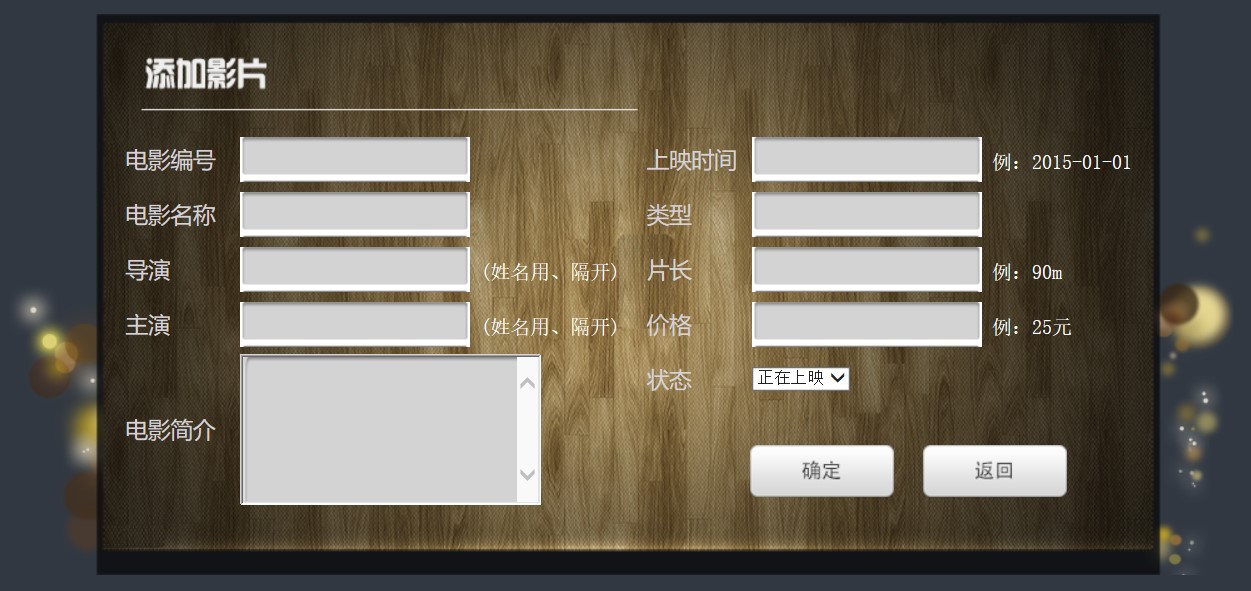 添加影片
电影编号
上映时间 例：2015-01-01
电影名称
类型
导演 (姓名用、隔开)
片长 例：90m
主演 (姓名用、隔开)
价格 例：25元
状态 正在上映
电影简介
确定 返回